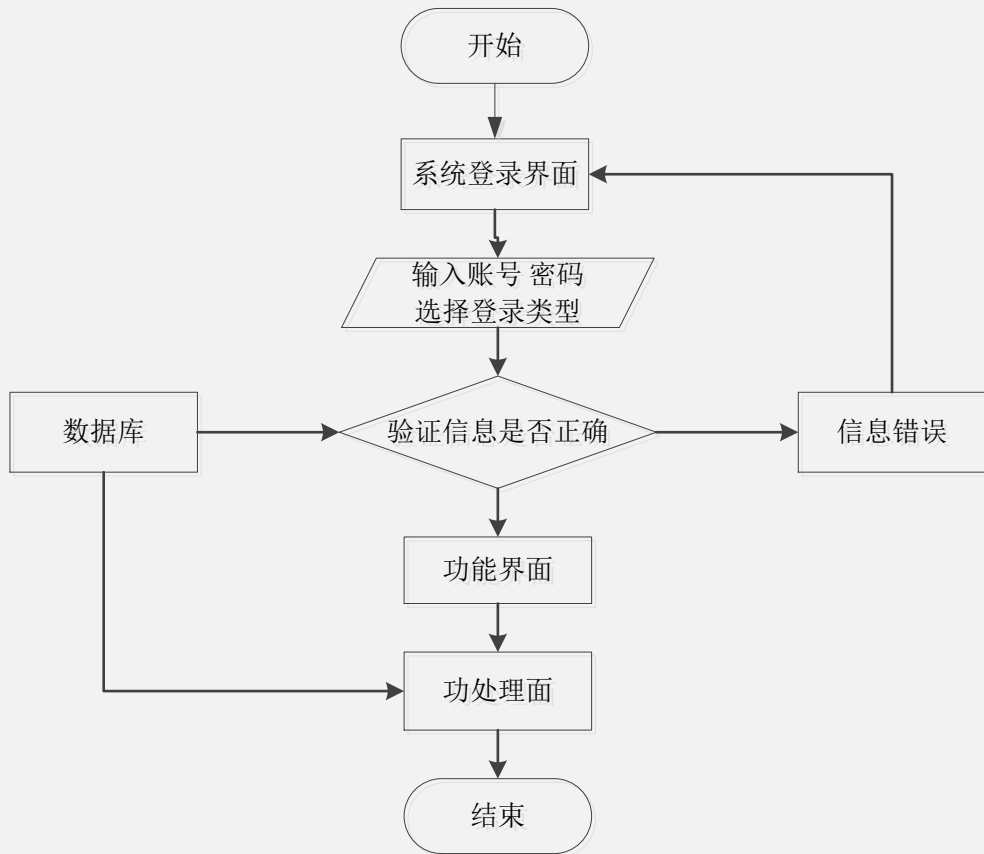 开始
系统登录界面
输入账号 密码
选择登录类型
数据库
验证信息是否正确
信息错误
功能界面
功处理面
结束